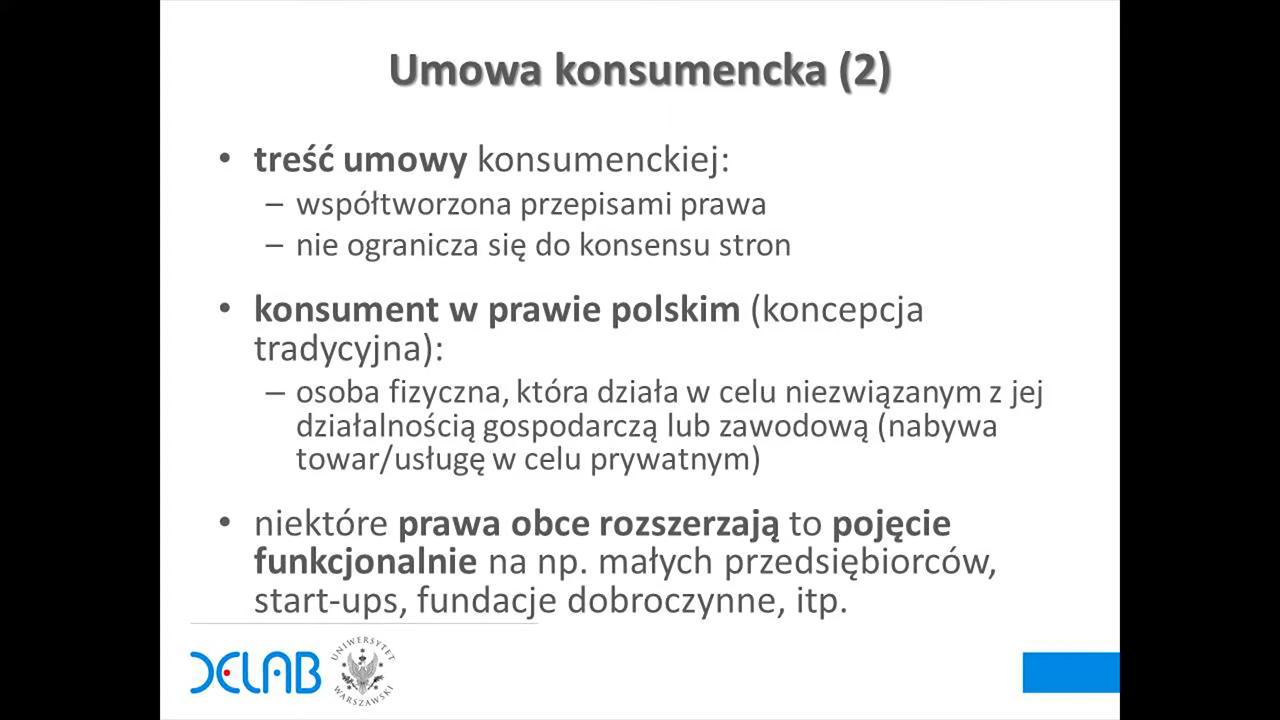 Umowa konsumencka (2)
• treść umowy konsumenckiej:
– współtworzona przepisami prawa
– nie ogranicza się do konsensu stron
• konsument w prawie polskim (koncepcja
tradycyjna):
– osoba fizyczna, która działa w celu niezwiązanym z jej
działalnością gospodarczą lub zawodową (nabywa
towar/usługę w celu prywatnym)
• niektóre prawa obce rozszerzają to pojęcie
funkcjonalnie na np. małych przedsiębiorców,
start-ups, fundacje dobroczynne, itp.
DELAB
UNIWERSYTET
WARSZAWSKI